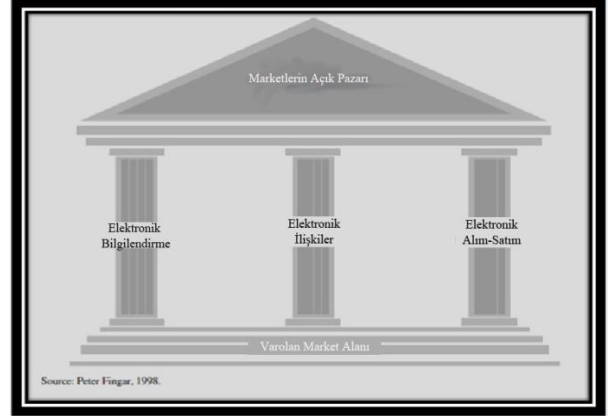 Marketlerin Açık Pazarı
Elektronik
Bilgilendirme
Elektronik
İlişkiler
Elektronik
Alım-Satım
Varolan Market Alanı
Source: Peter Fingar, 1998.